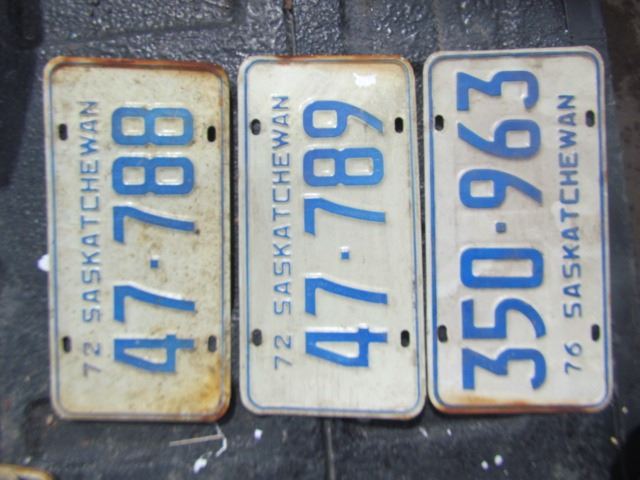 72 SASKATCHEWAN
47·788
72 SASKATCHEWAN
47·789
350·963
76 SASKATCHEWAN